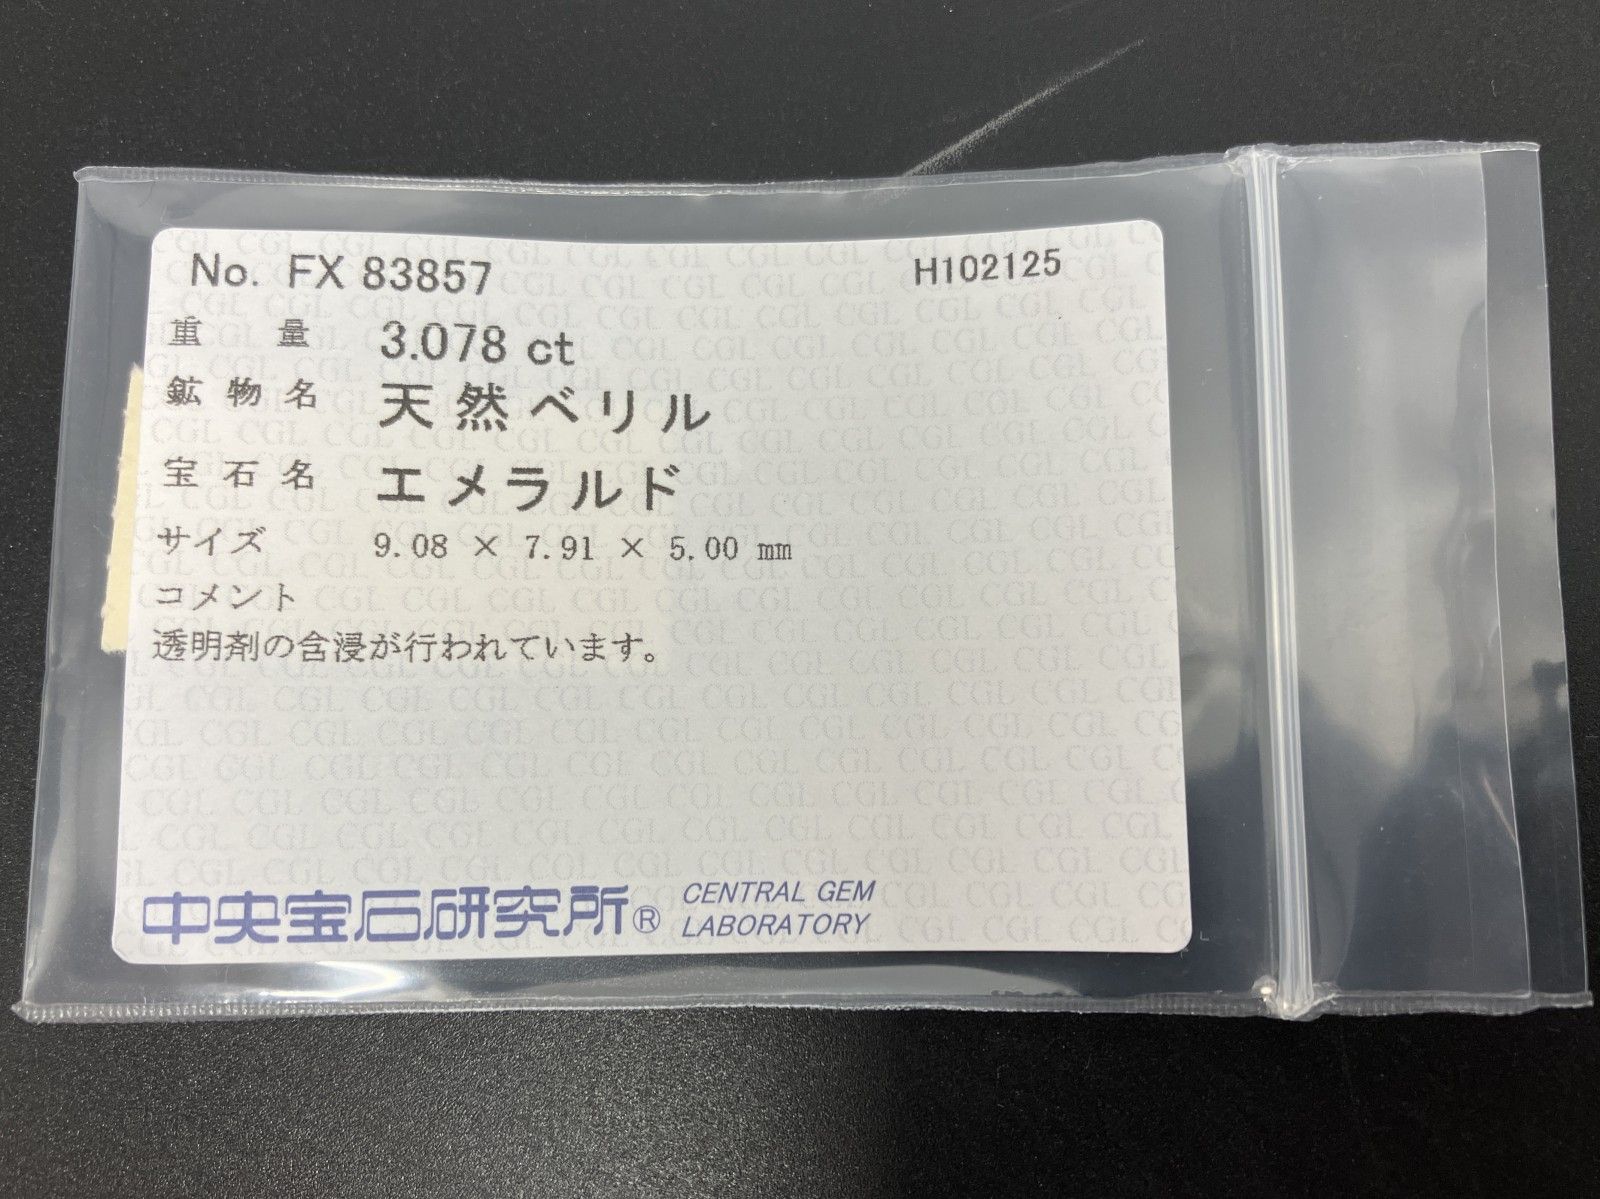 No. FX 83857 H102125
重量 3.078 ct
鉱物名 天然ベリル
宝石名 エメラルド
サイズ 9.08 × 7.91 × 5.00 ㎜
コメント
透明剤の含浸が行われています。
中央宝石研究所® CENTRAL GEM
LABORATORY